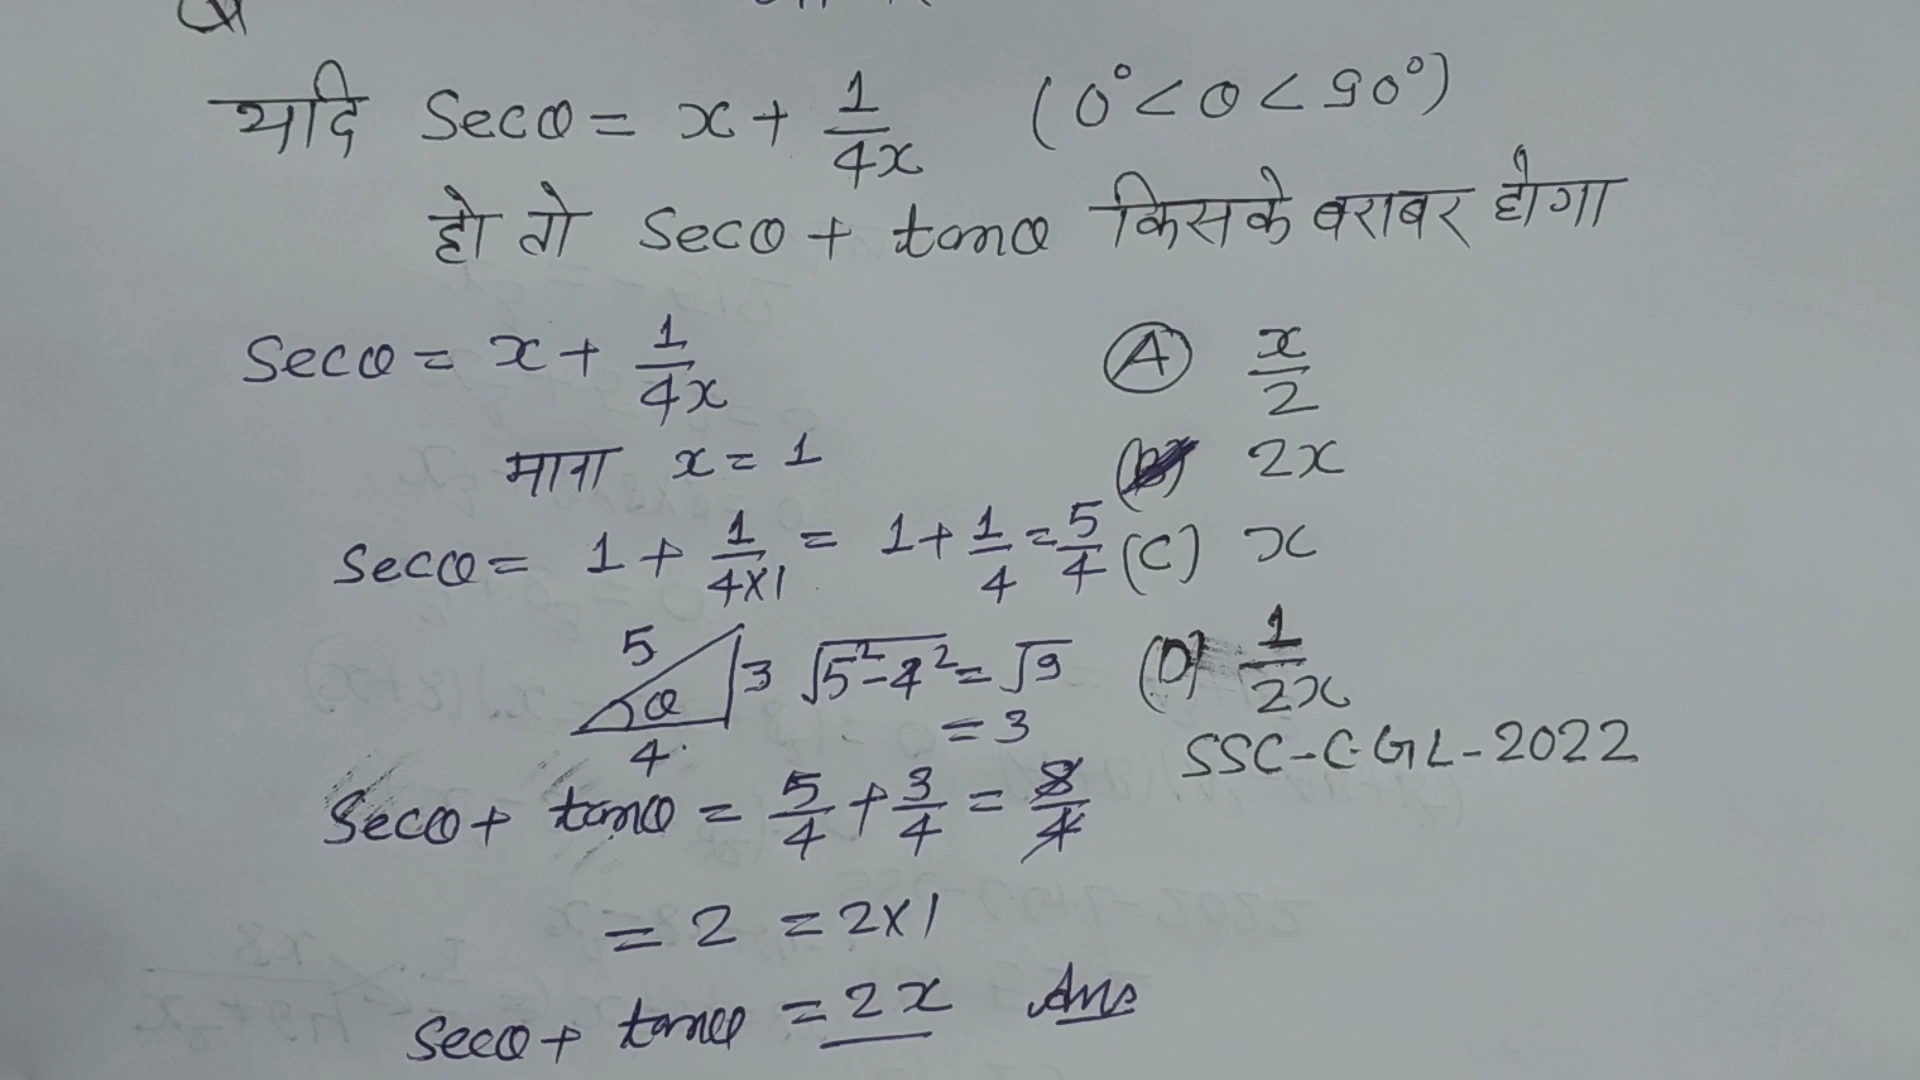 यदि Secθ = x + 1/4x (0° < θ < 90°)
हो तो Secθ + tanθ किसके बराबर होगा
Secθ = x + 1/4x
(A) x/2
माना x = 1
(B) 2x
Secθ = 1 + 1/4×1 = 1 + 1/4 = 5/4
(C) x
5 θ 3 4 √5²-4² = √9
= 3
(D) 1/2x
SSC-CGL-2022
Secθ + tanθ = 5/4 + 3/4 = 8/4
= 2 = 2×1
Secθ + tanθ = 2x Ans